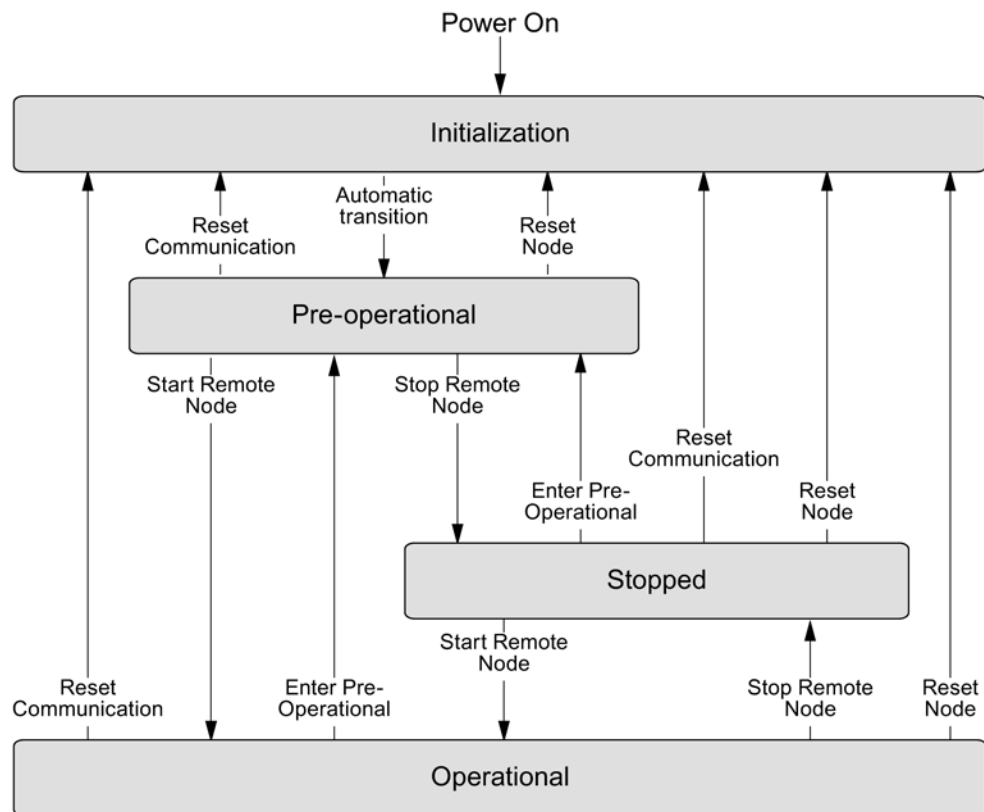 Power On
Initialization
Automatic
transition
Reset
Communication
Reset
Node
Pre-operational
Start Remote
Node
Stop Remote
Node
Reset
Communication
Enter Pre-
Operational
Reset
Node
Stopped
Start Remote
Node
Reset
Communication
Enter Pre-
Operational
Stop Remote
Node
Reset
Node
Operational